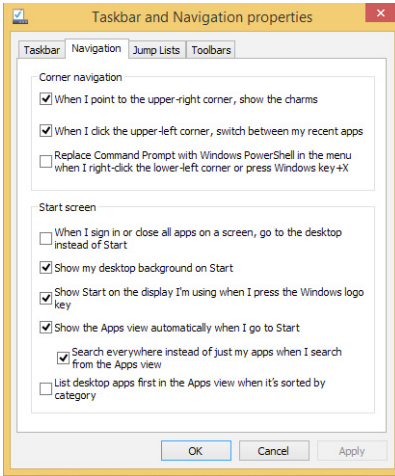 Taskbar and Navigation properties
Taskbar Navigation Jump Lists Toolbars
Corner navigation
When I point to the upper-right corner, show the charms
When I click the upper-left corner, switch between my recent apps
Replace Command Prompt with Windows PowerShell in the menu
when I right-click the lower-left corner or press Windows key+X
Start screen
When I sign in or close all apps on a screen, go to the desktop
instead of Start
Show my desktop background on Start
Show Start on the display I'm using when I press the Windows logo
key
Show the Apps view automatically when I go to Start
Search everywhere instead of just my apps when I search
from the Apps view
List desktop apps first in the Apps view when it's sorted by
category
OK Cancel Apply